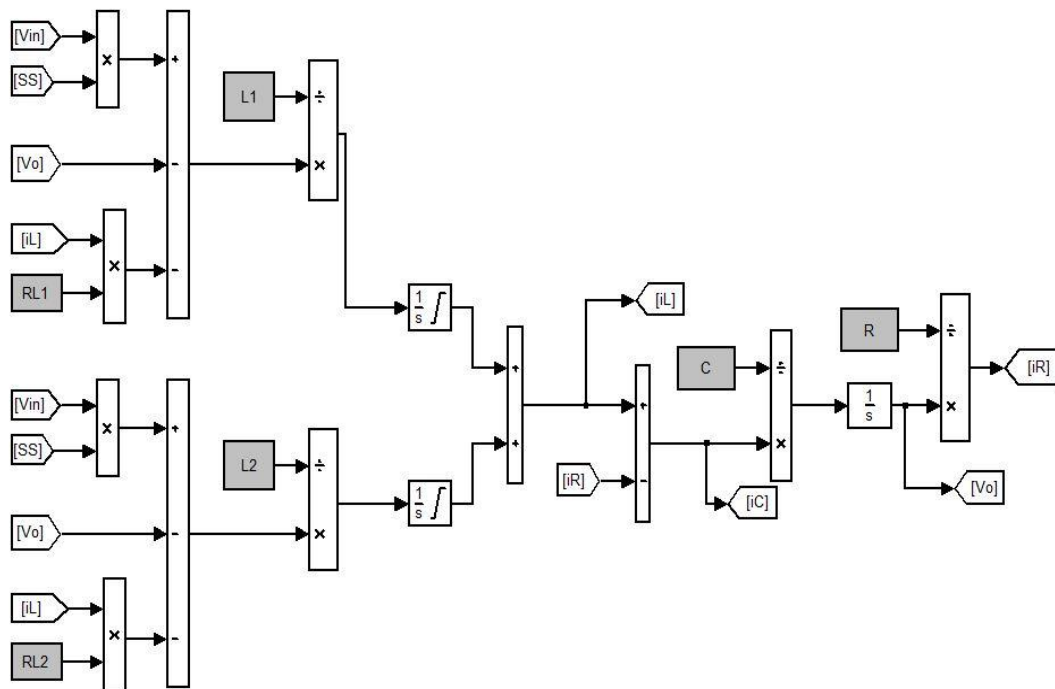 [Vin]
×
+
[SS]
L1
÷
[Vo]
-
×
[iL]
×
-
RL1
1
s
[iL]
R
÷
[iR]
+
C
÷
[Vin]
×
+
+
1
s
×
[SS]
L2
÷
+
×
1
s
[iR]
-
[iC]
[Vo]
[Vo]
-
×
[iL]
×
-
RL2